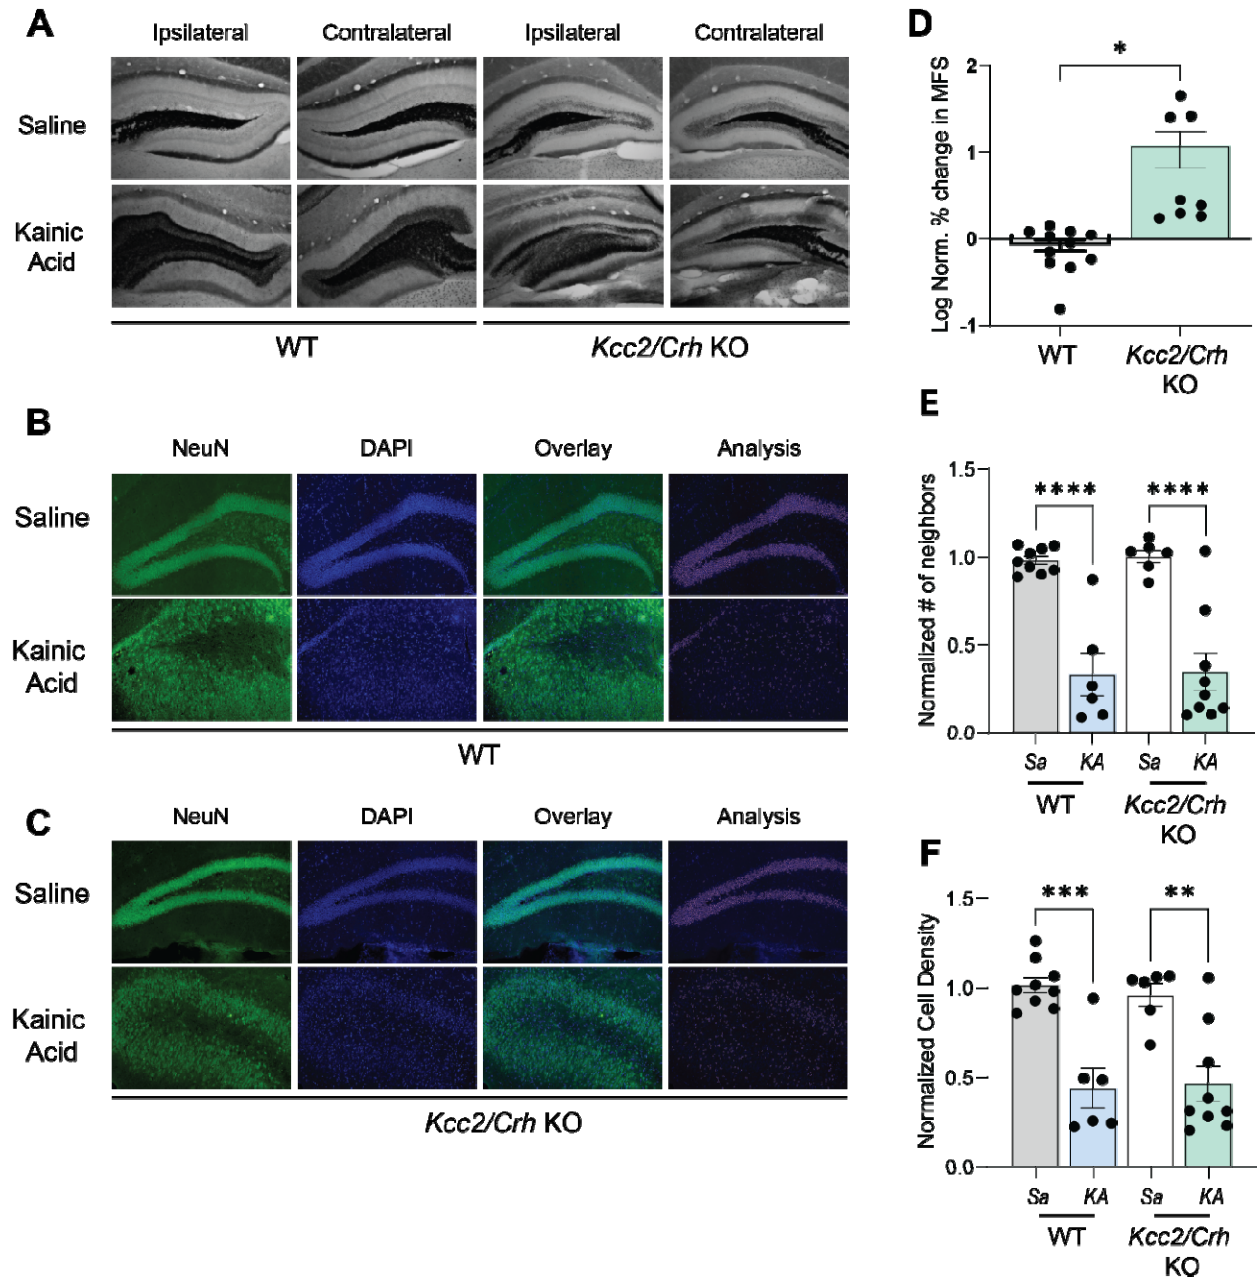 A
Ipsilateral Contralateral Ipsilateral Contralateral
Saline
Kainic
Acid
WT Kcc2/Crh KO
B
NeuN DAPI Overlay Analysis
Saline
Kainic
Acid
WT
C
NeuN DAPI Overlay Analysis
Saline
Kainic
Acid
Kcc2/Crh KO
D
Log Norm. % change in MFS
2
1
0
-1
*
WT Kcc2/Crh
KO
E
Normalized # of neighbors
1.5
1.0
0.5
0.0
**** ****
Sa KA Sa KA
WT Kcc2/Crh
KO
F
Normalized Cell Density
1.5
1.0
0.5
0.0
*** **
Sa KA Sa KA
WT Kcc2/Crh
KO